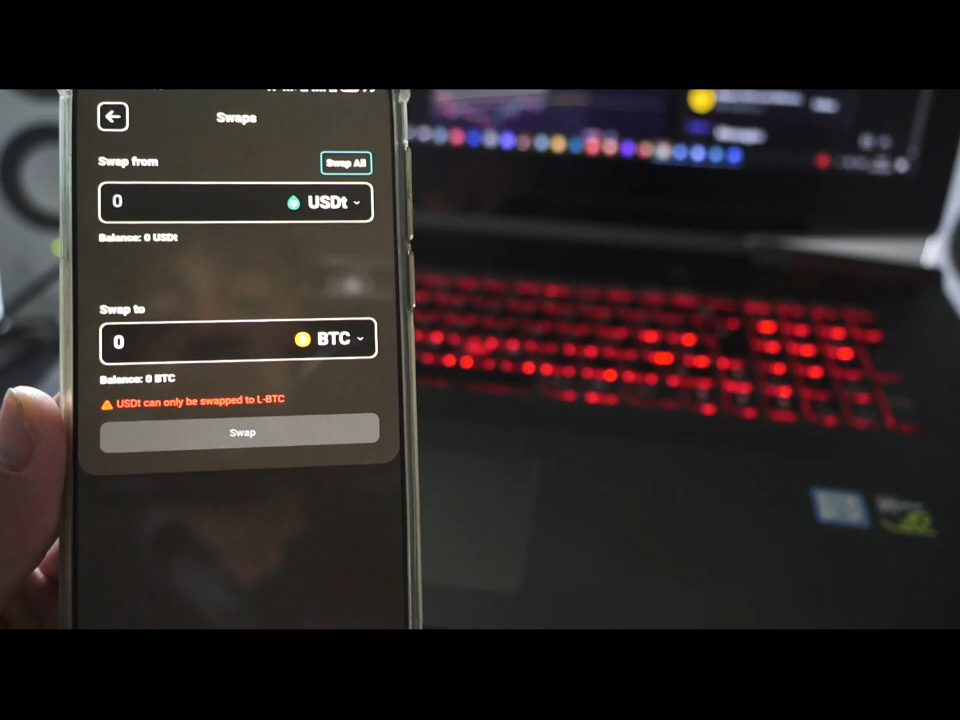 Swaps
Swap from
Swap All
0 USDt
Balance: 0 USDt
Swap to
0 BTC
Balance: 0 BTC
USDt can only be swapped to L-BTC
Swap